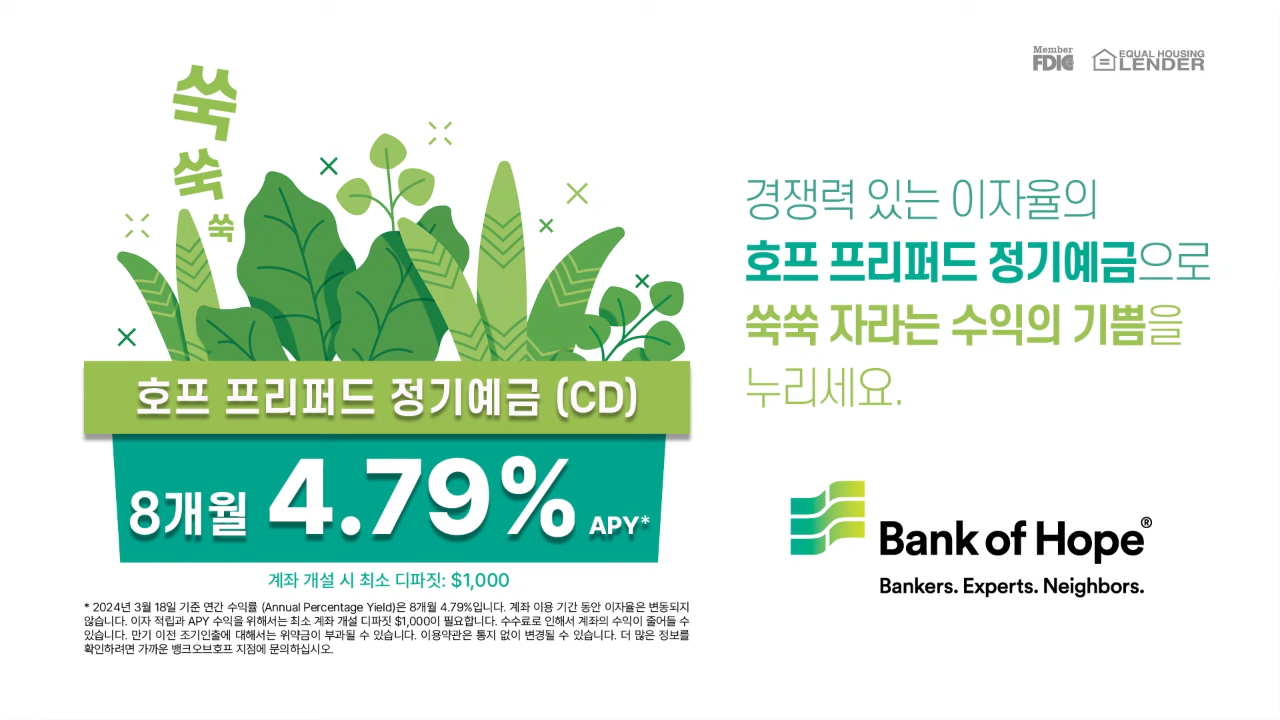 Member
FDIC
EQUAL HOUSING
LENDER
쑥
쑥
쑥
경쟁력 있는 이자율의
호프 프리퍼드 정기예금으로
쑥쑥 자라는 수익의 기쁨을
누리세요.
호프 프리퍼드 정기예금 (CD)
8개월 4.79% APY*
계좌 개설 시 최소 디파짓: $1,000
* 2024년 3월 18일 기준 연간 수익률 (Annual Percentage Yield)은 8개월 4.79%입니다. 계좌 이용 기간 동안 이자율은 변동되지
않습니다. 이자 적립과 APY 수익을 위해서는 최소 계좌 개설 디파짓 $1,000이 필요합니다. 수수료로 인해서 계좌의 수익이 줄어들 수
있습니다. 만기 이전 조기인출에 대해서는 위약금이 부과될 수 있습니다. 이용약관은 통지 없이 변경될 수 있습니다. 더 많은 정보를
확인하려면 가까운 뱅크오브호프 지점에 문의하십시오.
Bank of Hope®
Bankers. Experts. Neighbors.